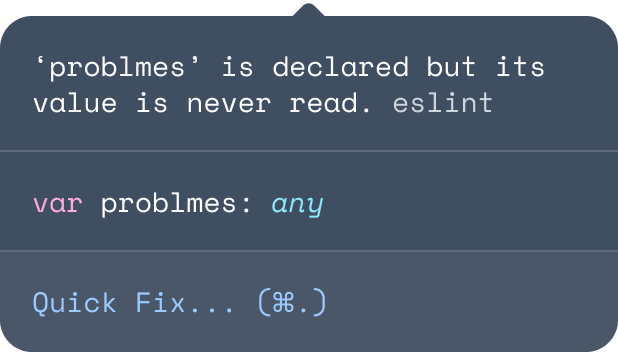 ‘problmes’ is declared but its
value is never read. eslint
var problmes: any
Quick Fix... (⌘.)